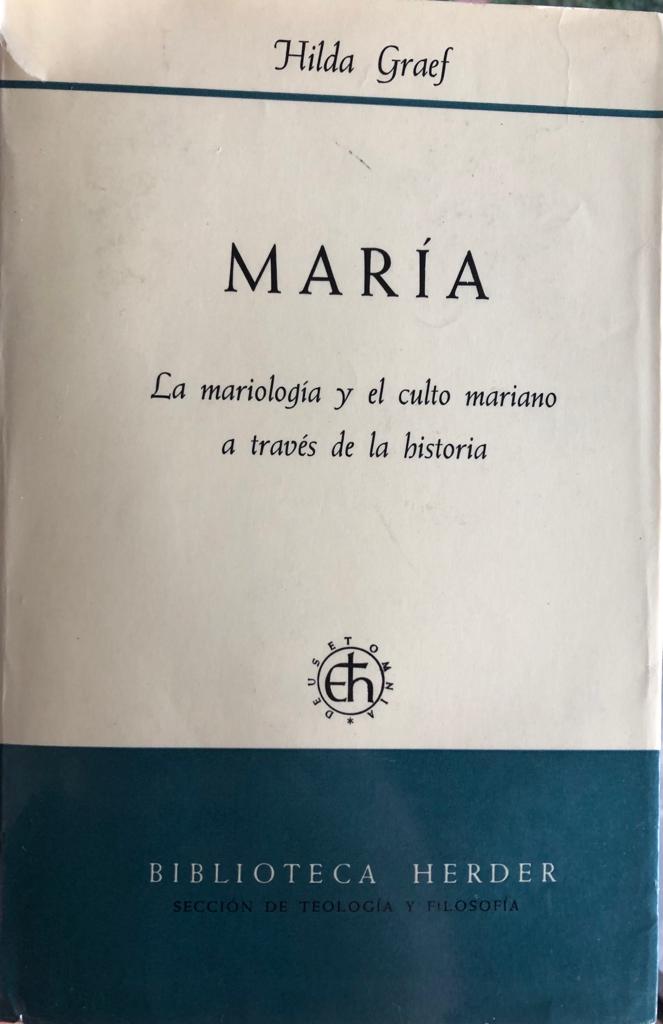 Hilda Graef
MARÍA
La mariología y el culto mariano
a través de la historia
DEUS ET OMNIA *
Eh
BIBLIOTECA HERDER
SECCIÓN DE TEOLOGÍA Y FILOSOFÍA